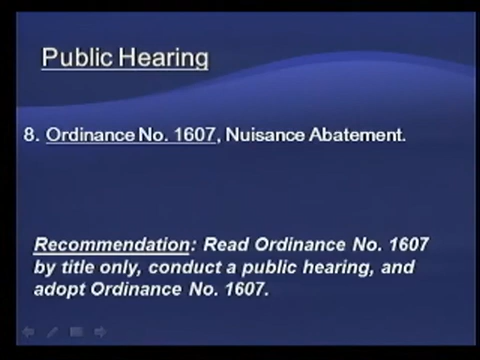 Public Hearing
8. Ordinance No. 1607, Nuisance Abatement.
Recommendation: Read Ordinance No. 1607
by title only, conduct a public hearing, and
adopt Ordinance No. 1607.